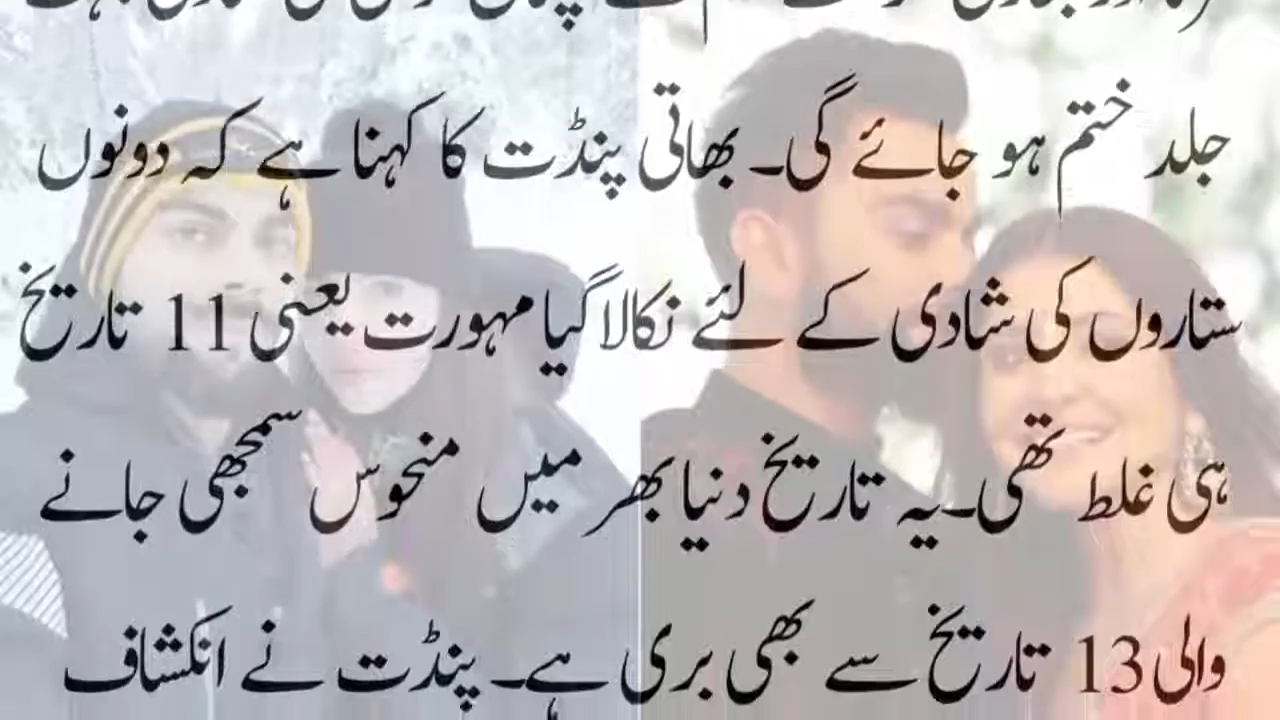 جلد ختم ہو جائے گی۔ بھاتی پنڈت کا کہنا ہے کہ دونوں
ستاروں کی شادی کے لئے نکالا گیا مہورت یعنی 11 تاریخ
ہی غلط تھی۔ یہ تاریخ دنیا بھر میں منحوس سمجھی جانے
والی 13 تاریخ سے بھی بری ہے۔ پنڈت نے انکشاف